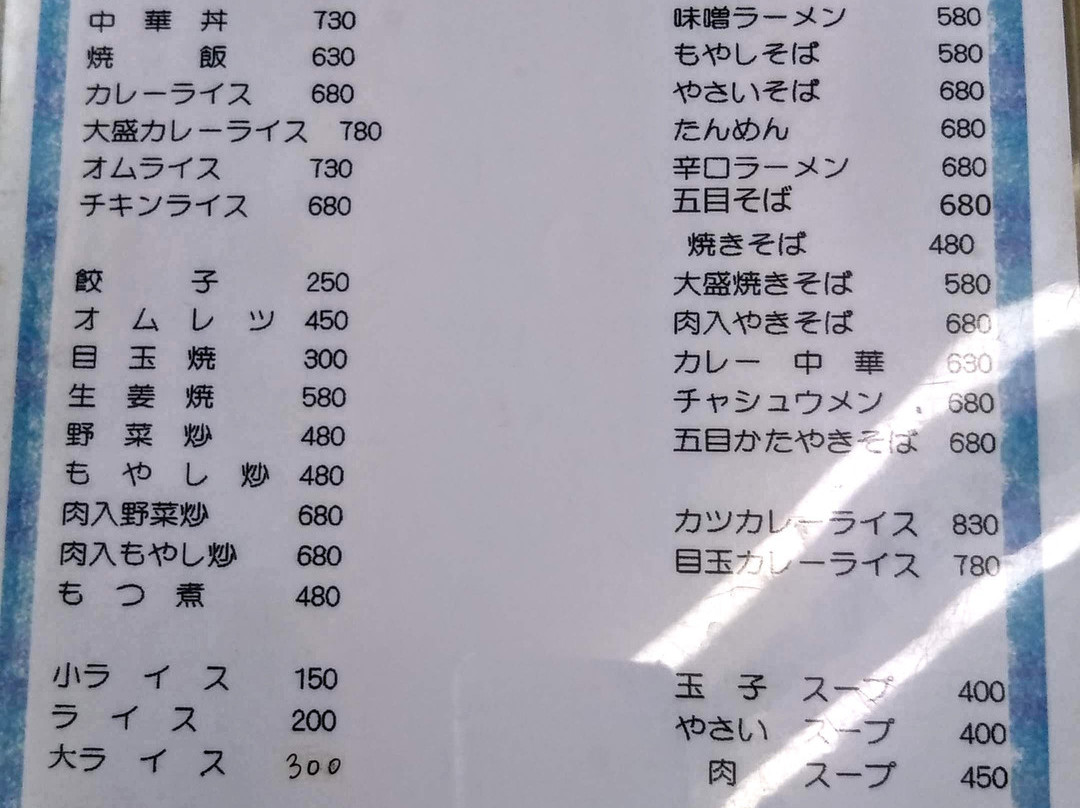 中華丼 730
焼飯 630
カレーライス 680
大盛カレーライス 780
オムライス 730
チキンライス 680
餃子 250
オムレツ 450
目玉焼 300
生姜焼 580
野菜炒 480
もやし炒 480
肉入野菜炒 680
肉入もやし炒 680
もつ煮 480
小ライス 150
ライス 200
大ライス 300
味噌ラーメン 580
もやしそば 580
やさいそば 680
たんめん 680
辛口ラーメン 680
五目そば 680
焼きそば 480
大盛焼きそば 580
肉入やきそば 680
カレー中華 630
チャシュウメン 680
五目かたやきそば 680
カツカレーライス 830
目玉カレーライス 780
玉子スープ 400
やさいスープ 400
肉スープ 450